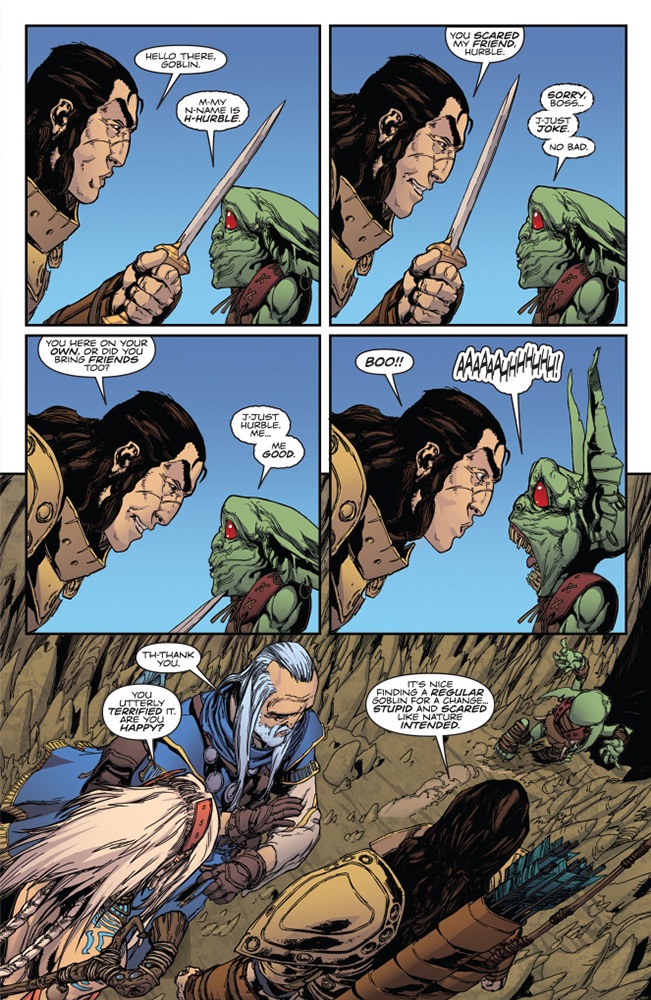 HELLO THERE,
GOBLIN.
M-MY
N-NAME IS
H-HURBLE.
YOU SCARED
MY FRIEND,
HURBLE.
SORRY,
BOSS...
J-JUST
JOKE.
NO BAD.
YOU HERE ON YOUR
OWN, OR DID YOU
BRING FRIENDS
TOO?
J-JUST
HURBLE.
ME...
ME
GOOD.
BOO!!
AAAAAAUHHHHUHU!!
TH-THANK
YOU.
YOU
UTTERLY
TERRIFIED IT.
ARE YOU
HAPPY?
IT'S NICE
FINDING A REGULAR
GOBLIN FOR A CHANGE...
STUPID AND SCARED
LIKE NATURE
INTENDED.